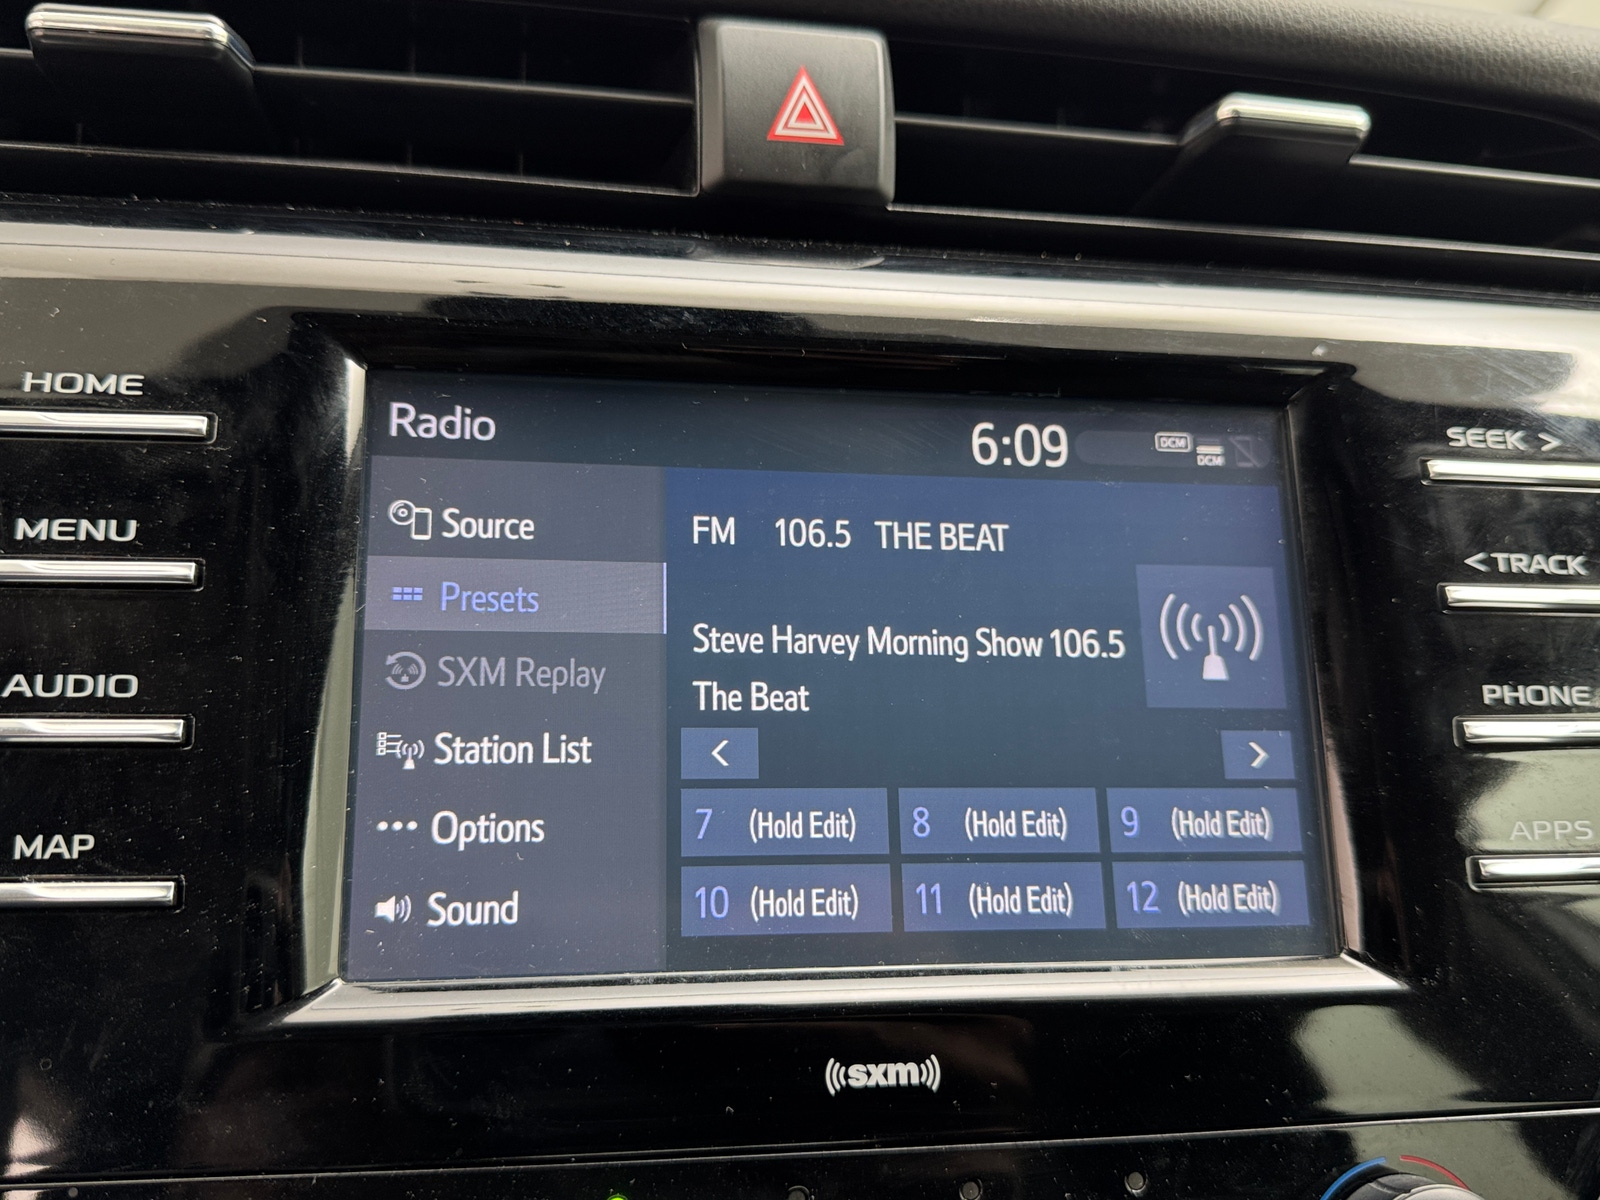 HOME
MENU
AUDIO
MAP
Radio
6:09
DCM
DCM
Source
Presets
SXM Replay
Station List
Options
Sound
FM 106.5 THE BEAT
Steve Harvey Morning Show 106.5
The Beat
<
>
7 (Hold Edit)
8 (Hold Edit)
9 (Hold Edit)
10 (Hold Edit)
11 (Hold Edit)
12 (Hold Edit)
SEEK >
< TRACK
PHONE
APPS
((sxm))